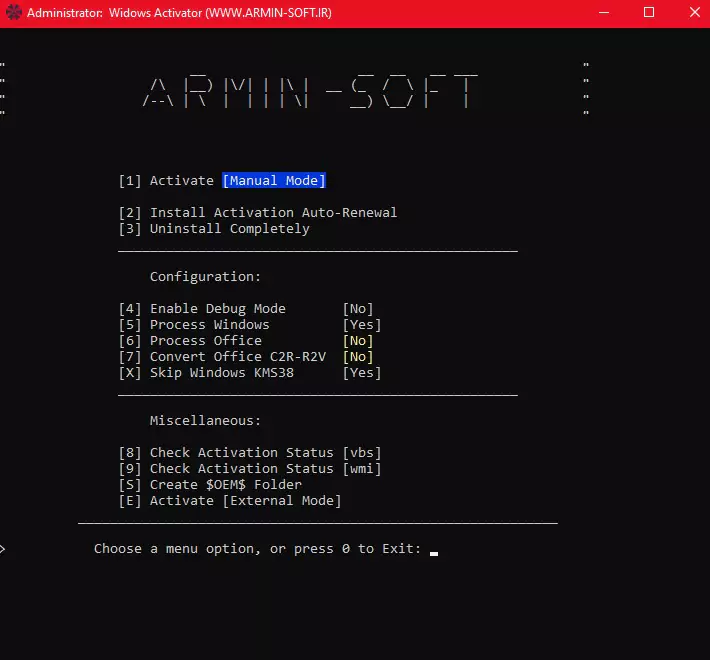 Administrator: Widows Activator (WWW.ARMIN-SOFT.IR)
ARMIN-SOFT
[1] Activate [Manual Mode]
[2] Install Activation Auto-Renewal
[3] Uninstall Completely
Configuration:
[4] Enable Debug Mode [No]
[5] Process Windows [Yes]
[6] Process Office [No]
[7] Convert Office C2R-R2V [No]
[X] Skip Windows KMS38 [Yes]
Miscellaneous:
[8] Check Activation Status [vbs]
[9] Check Activation Status [wmi]
[S] Create $OEM$ Folder
[E] Activate [External Mode]
> Choose a menu option, or press 0 to Exit: